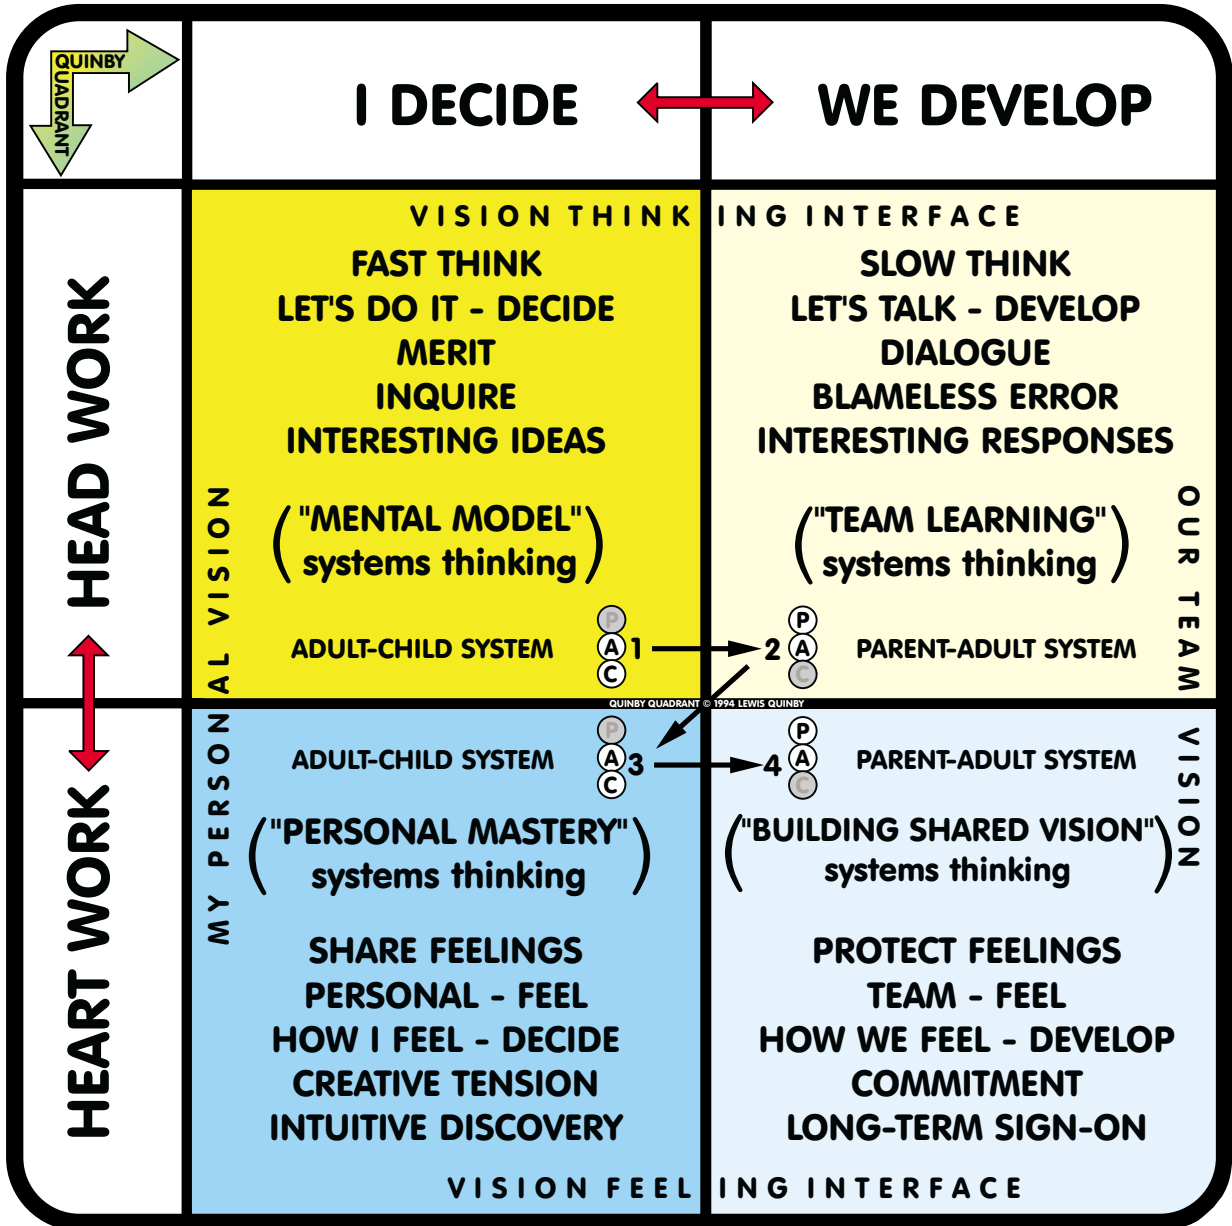 QUINBY
QUADRANT
I DECIDE
WE DEVELOP
HEAD WORK
HEART WORK
VISION THINKING INTERFACE
FAST THINK
LET'S DO IT - DECIDE
MERIT
INQUIRE
INTERESTING IDEAS
("MENTAL MODEL"
systems thinking)
ADULT-CHILD SYSTEM
P
A
C
1
SLOW THINK
LET'S TALK - DEVELOP
DIALOGUE
BLAMELESS ERROR
INTERESTING RESPONSES
("TEAM LEARNING"
systems thinking)
2
P
A
C
PARENT-ADULT SYSTEM
MY PERSONAL VISION
OUR TEAM VISION
QUINBY QUADRANT © 1994 LEWIS QUINBY
ADULT-CHILD SYSTEM
P
A
C
3
("PERSONAL MASTERY"
systems thinking)
SHARE FEELINGS
PERSONAL - FEEL
HOW I FEEL - DECIDE
CREATIVE TENSION
INTUITIVE DISCOVERY
4
P
A
C
PARENT-ADULT SYSTEM
("BUILDING SHARED VISION"
systems thinking)
PROTECT FEELINGS
TEAM - FEEL
HOW WE FEEL - DEVELOP
COMMITMENT
LONG-TERM SIGN-ON
VISION FEELING INTERFACE